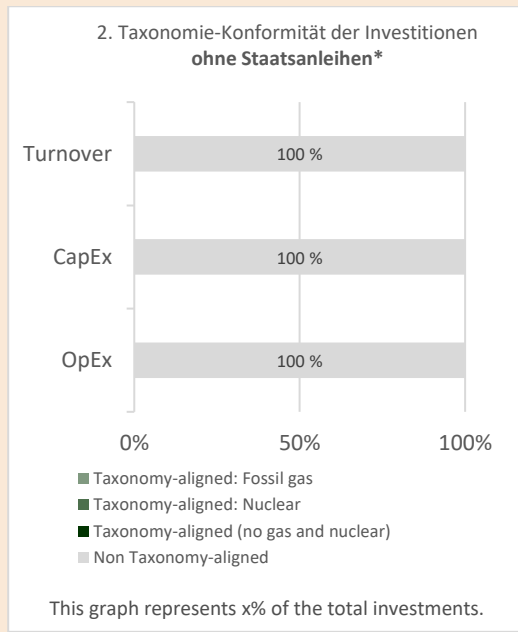 2. Taxonomie-Konformität der Investitionen
ohne Staatsanleihen*
Turnover
100 %
CapEx
100 %
OpEx
100 %
0%
50%
100%
Taxonomy-aligned: Fossil gas
Taxonomy-aligned: Nuclear
Taxonomy-aligned (no gas and nuclear)
Non Taxonomy-aligned
This graph represents x% of the total investments.